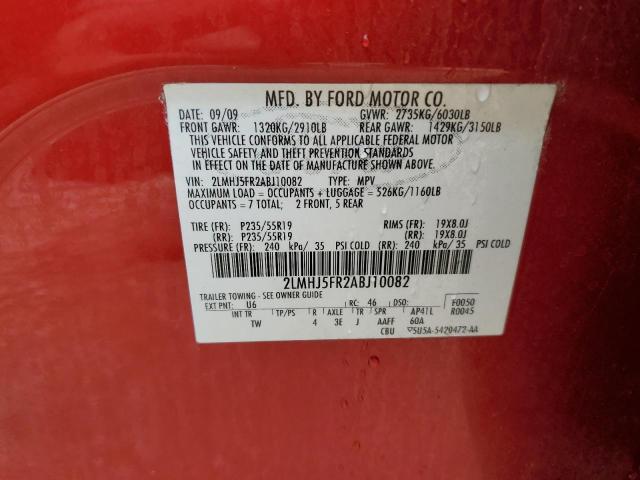 MFD. BY FORD MOTOR CO.
DATE: 09/09 GVWR: 2735KG/6030LB
FRONT GAWR: 1320KG/2910LB REAR GAWR: 1429KG/3150LB
THIS VEHICLE CONFORMS TO ALL APPLICABLE FEDERAL MOTOR
VEHICLE SAFETY AND THEFT PREVENTION STANDARDS
IN EFFECT ON THE DATE OF MANUFACTURE SHOWN ABOVE.
VIN: 2LMHJ5FR2ABJ10082 TYPE: MPV
MAXIMUM LOAD = OCCUPANTS + LUGGAGE = 526KG/1160LB
OCCUPANTS = 7 TOTAL; 2 FRONT, 5 REAR
TIRE (FR): P235/55R19 RIMS (FR): 19X8.0J
(RR): P235/55R19 (RR): 19X8.0J
PRESSURE (FR): 240 kPa/ 35 PSI COLD (RR): 240 kPa/ 35 PSI COLD
2LMHJ5FR2ABJ10082
TRAILER TOWING - SEE OWNER GUIDE
EXT PNT: U6 RC: 46 DSO: F0050
INT TR TP/PS R AXLE TR SPR AP41L R0045
TW 4 3E J AAFF 60A
CBU 5U5A-5420472-AA